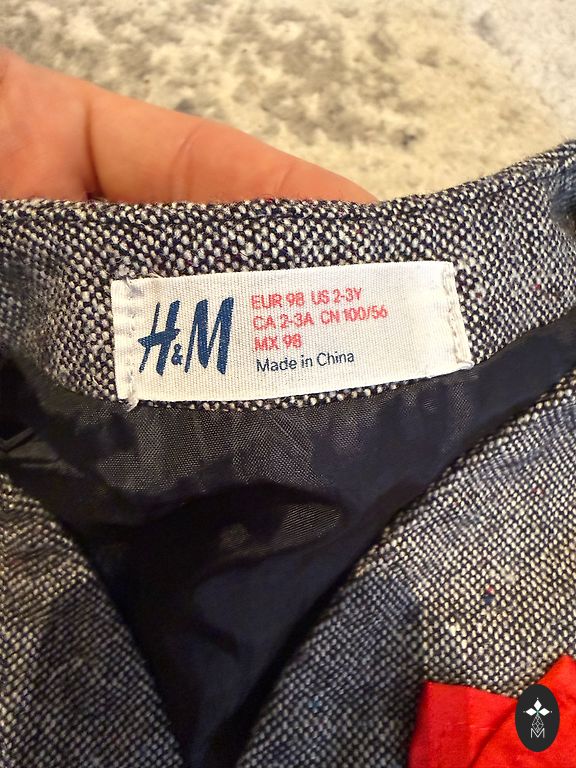 H&M
EUR 98 US 2-3Y
CA 2-3A CN 100/56
MX 98
Made in China
M